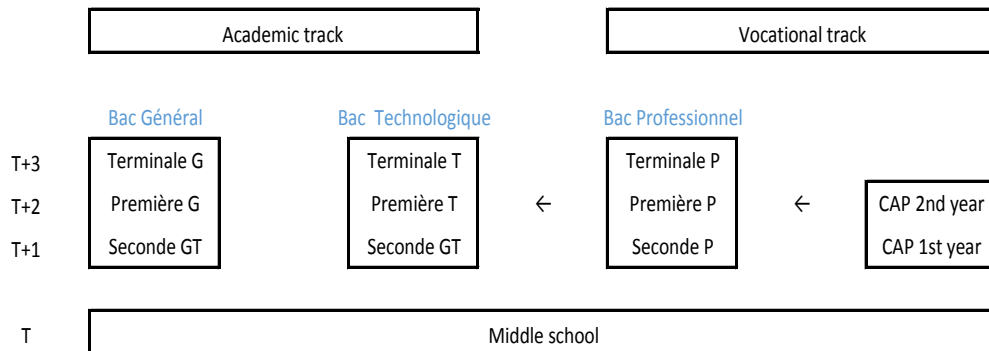 Academic track Vocational track
Bac Général Bac Technologique Bac Professionnel
T+3 Terminale G Terminale T Terminale P
T+2 Première G Première T ← Première P ← CAP 2nd year
T+1 Seconde GT Seconde GT Seconde P CAP 1st year
T Middle school